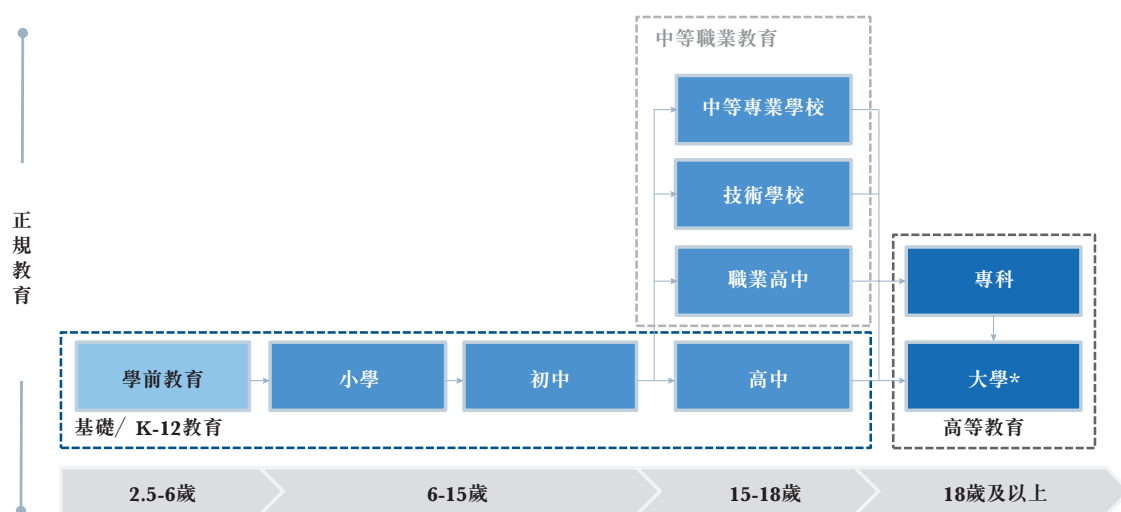 中等職業教育
中等專業學校
技術學校
正規教育
職業高中
專科
學前教育
小學
初中
高中
大學*
基礎/ K-12教育
高等教育
2.5-6歲
6-15歲
15-18歲
18歲及以上